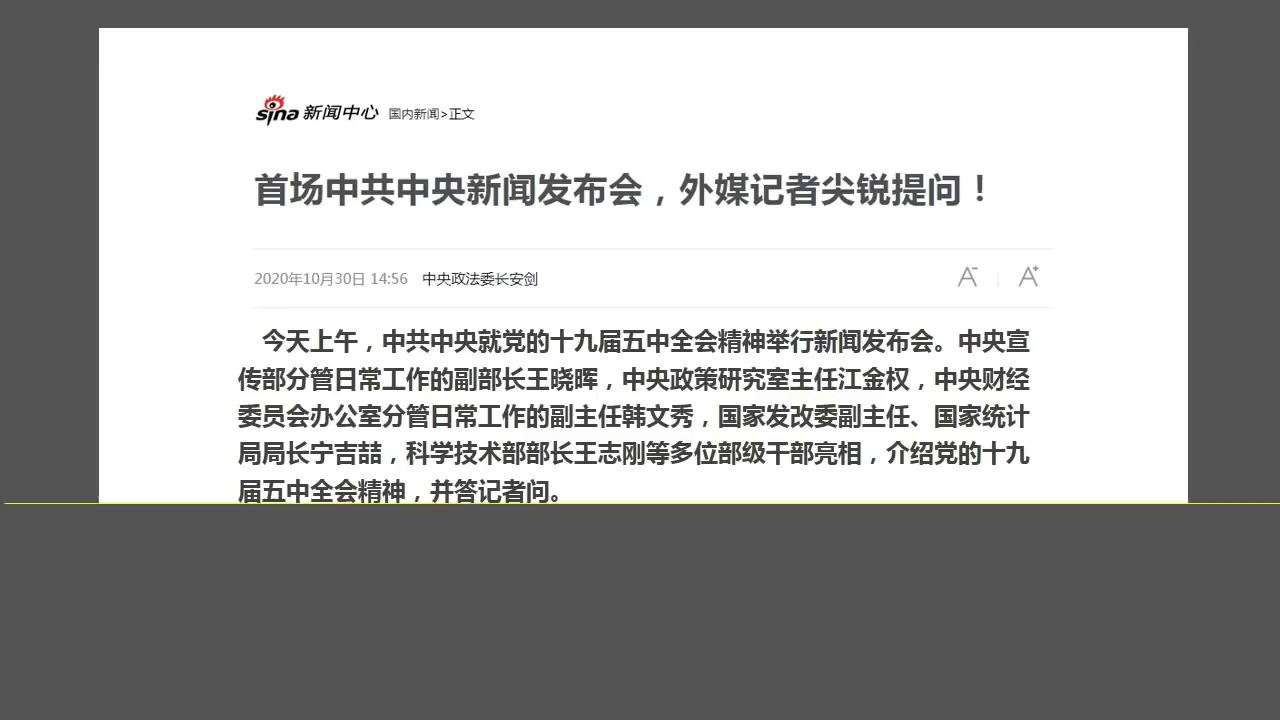 sina 新闻中心 国内新闻>正文
首场中共中央新闻发布会，外媒记者尖锐提问！
2020年10月30日 14:56 中央政法委长安剑
A- | A+
今天上午，中共中央就党的十九届五中全会精神举行新闻发布会。中央宣
传部分管日常工作的副部长王晓晖，中央政策研究室主任江金权，中央财经
委员会办公室分管日常工作的副主任韩文秀，国家发改委副主任、国家统计
局局长宁吉喆，科学技术部部长王志刚等多位部级干部亮相，介绍党的十九
届五中全会精神，并答记者问。